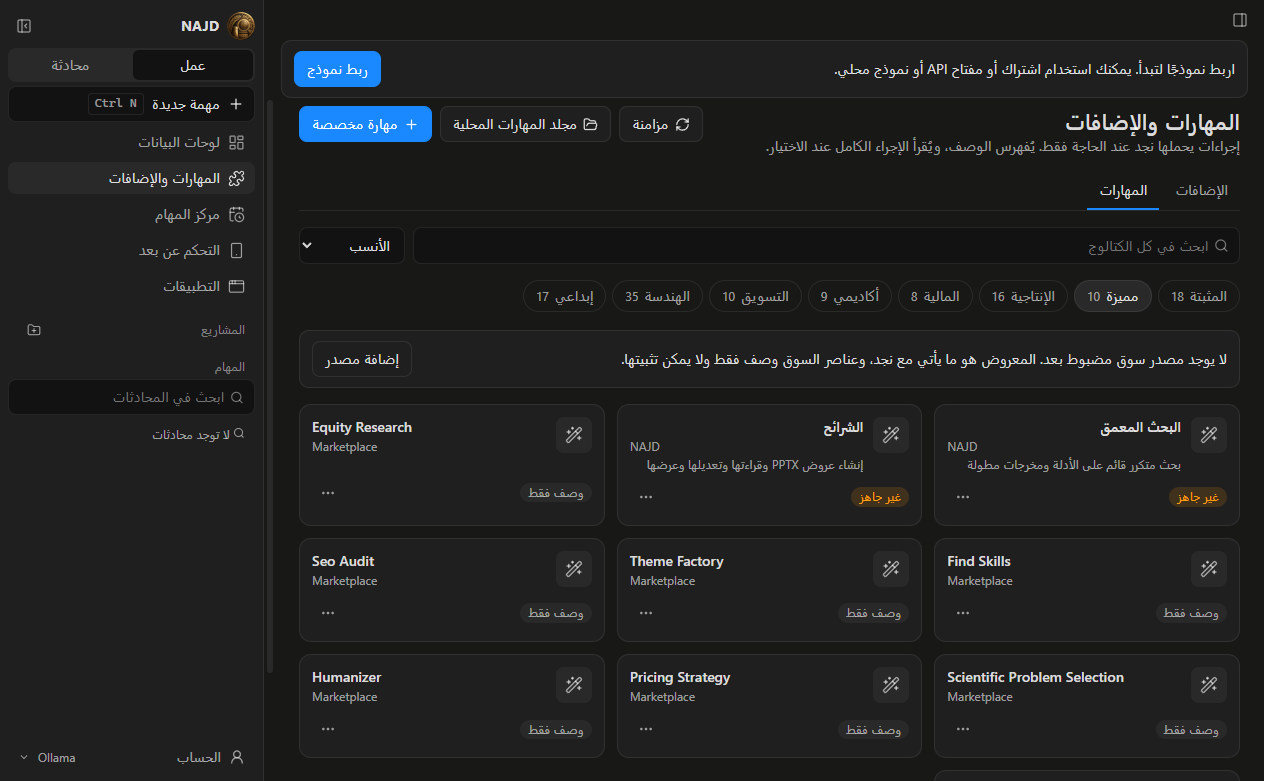 NAJD
عمل
محادثة
مهمة جديدة Ctrl N
لوحات البيانات
المهارات والإضافات
مركز المهام
التحكم عن بعد
التطبيقات
المشاريع
المهام
ابحث في المحادثات
لا توجد محادثات
الحساب
Ollama
اربط نموذجًا لتبدأ. يمكنك استخدام اشتراك أو مفتاح API أو نموذج محلي.
ربط نموذج
المهارات والإضافات
إجراءات يحملها نجد عند الحاجة فقط. يُفهرس الوصف، ويُقرأ الإجراء الكامل عند الاختيار.
مزامنة
مجلد المهارات المحلية
مهارة مخصصة
المهارات
الإضافات
ابحث في كل الكتالوج
الأنسب
المثبتة 18
مميزة 10
الإنتاجية 16
المالية 8
أكاديمي 9
التسويق 10
الهندسة 35
إبداعي 17
لا يوجد مصدر سوق مضبوط بعد. المعروض هو ما يأتي مع نجد، وعناصر السوق وصف فقط ولا يمكن تثبيتها.
إضافة مصدر
البحث المعمق
NAJD
بحث متكرر قائم على الأدلة ومخرجات مطولة
غير جاهز
الشرائح
NAJD
إنشاء عروض PPTX وقراءتها وتعديلها وعرضها
غير جاهز
Equity Research
Marketplace
وصف فقط
Find Skills
Marketplace
وصف فقط
Theme Factory
Marketplace
وصف فقط
Seo Audit
Marketplace
وصف فقط
Scientific Problem Selection
Marketplace
وصف فقط
Pricing Strategy
Marketplace
وصف فقط
Humanizer
Marketplace
وصف فقط